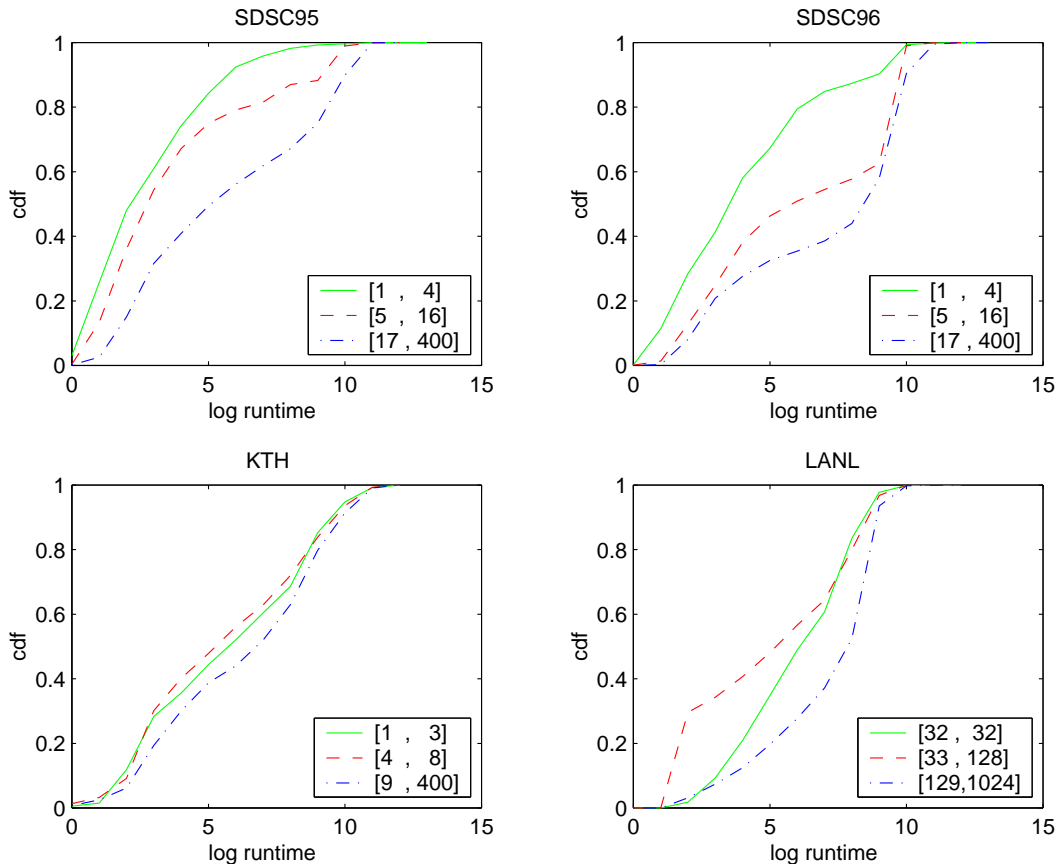 SDSC95
1
0.8
0.6
0.4
0.2
0
cdf
[1 , 4]
[5 , 16]
[17 , 400]
0 5 10 15
log runtime
SDSC96
1
0.8
0.6
0.4
0.2
0
cdf
[1 , 4]
[5 , 16]
[17 , 400]
0 5 10 15
log runtime
KTH
1
0.8
0.6
0.4
0.2
0
cdf
[1 , 3]
[4 , 8]
[9 , 400]
0 5 10 15
log runtime
LANL
1
0.8
0.6
0.4
0.2
0
cdf
[32 , 32]
[33 , 128]
[129,1024]
0 5 10 15
log runtime